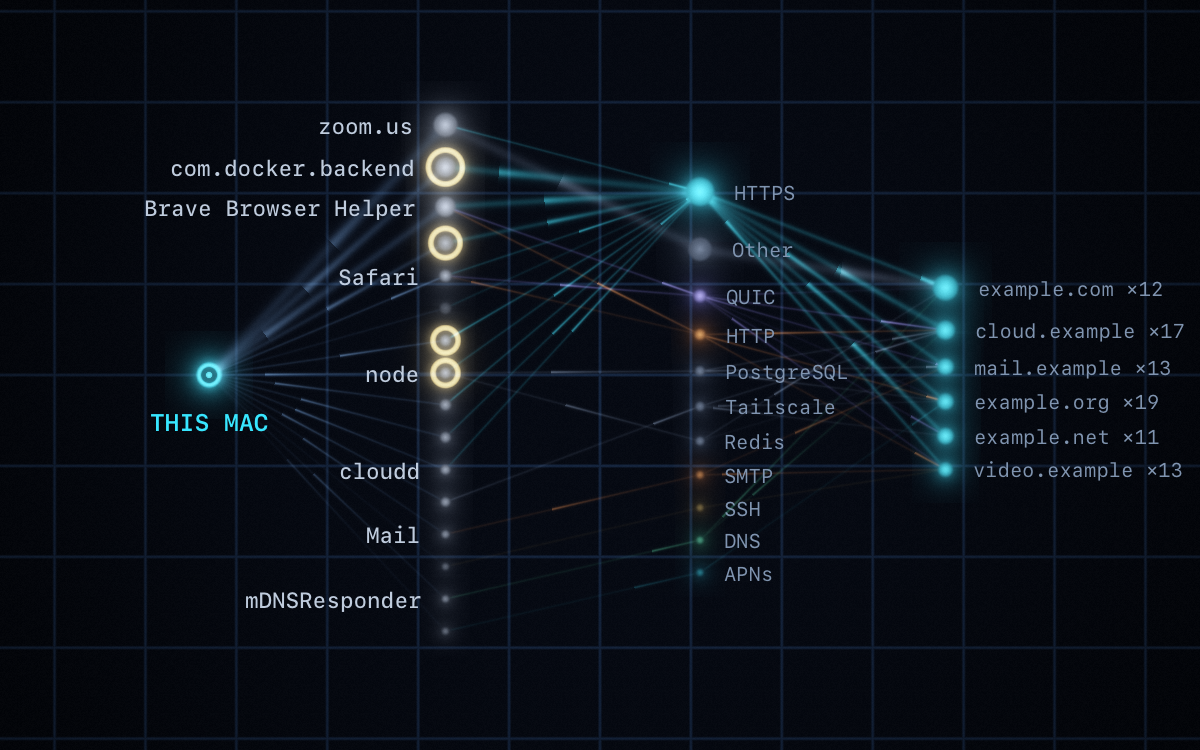 zoom.us
com.docker.backend
Brave Browser Helper
Safari
node
cloudd
Mail
mDNSResponder
THIS MAC
HTTPS
Other
QUIC
HTTP
PostgreSQL
Tailscale
Redis
SMTP
SSH
DNS
APNs
example.com ×12
cloud.example ×17
mail.example ×13
example.org ×19
example.net ×11
video.example ×13